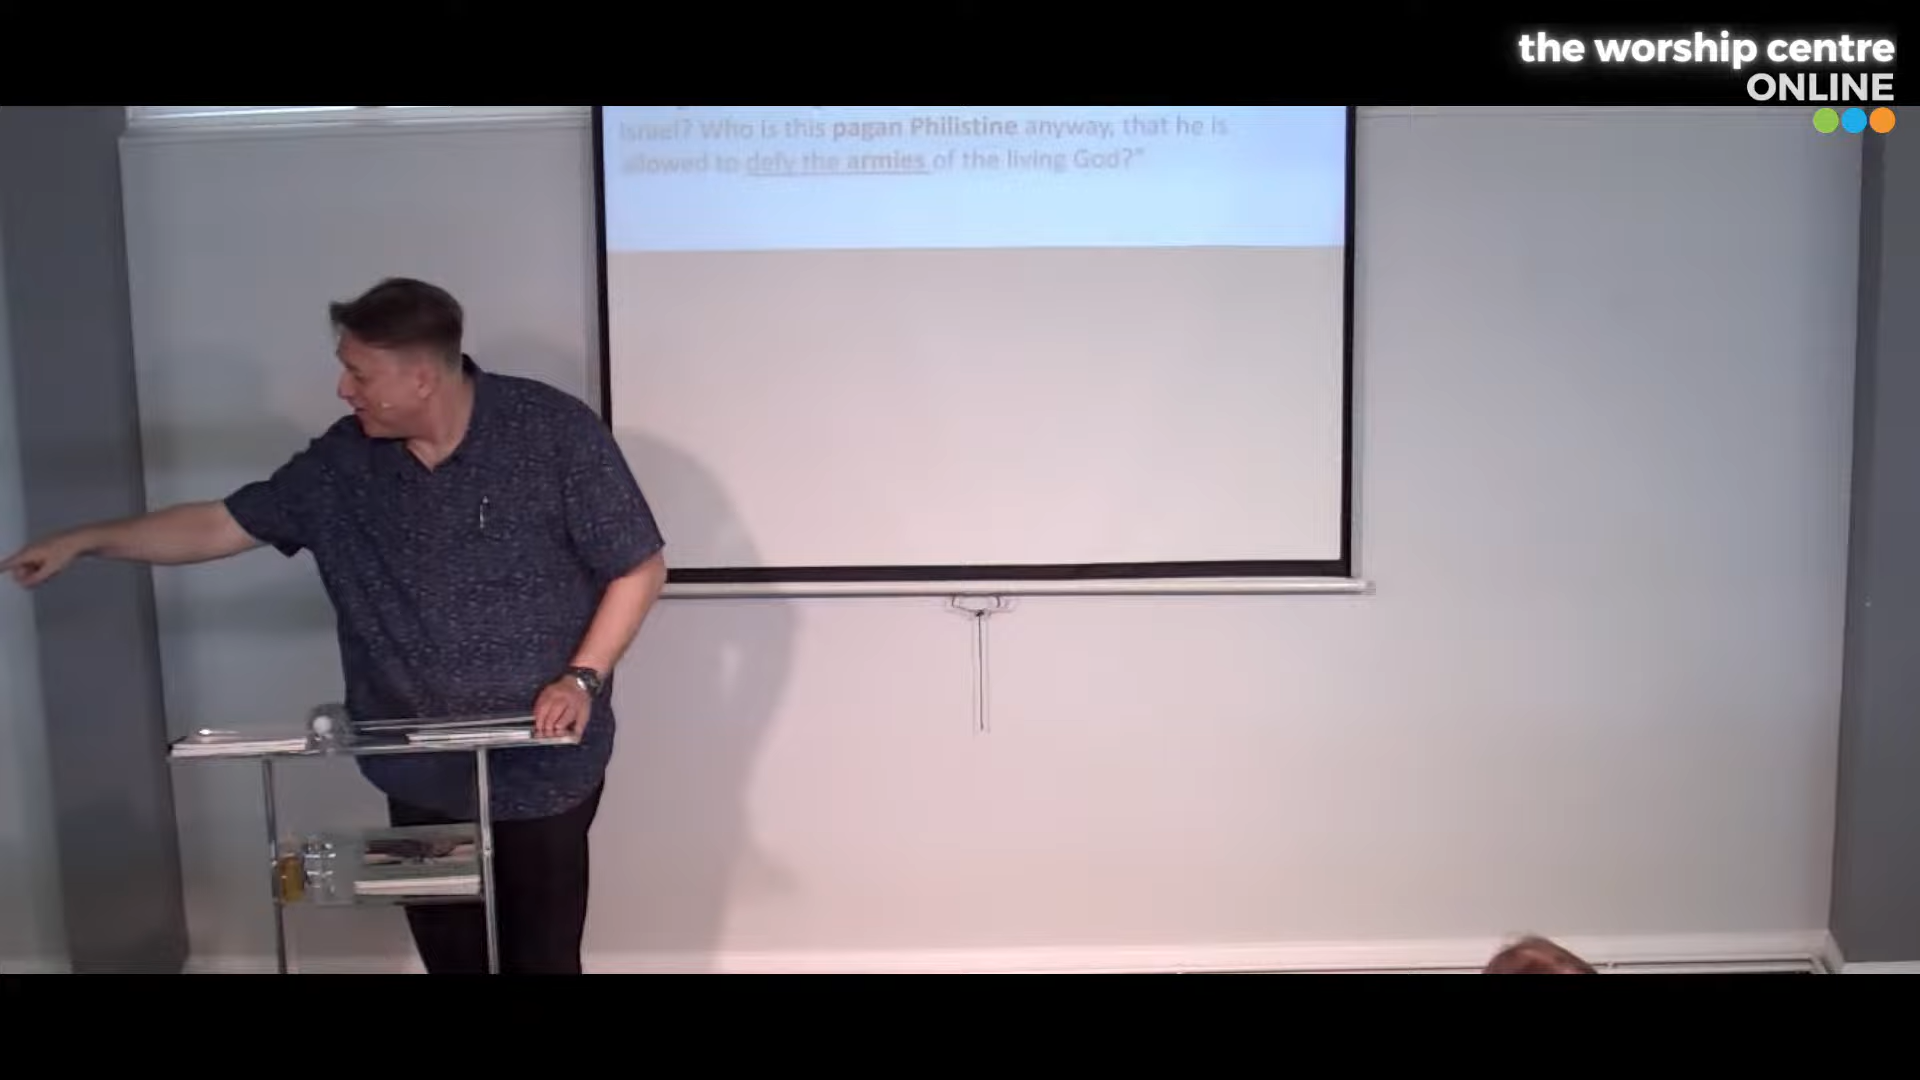 the worship centre
ONLINE
Israel? Who is this pagan Philistine anyway, that he is
allowed to defy the armies of the living God?"